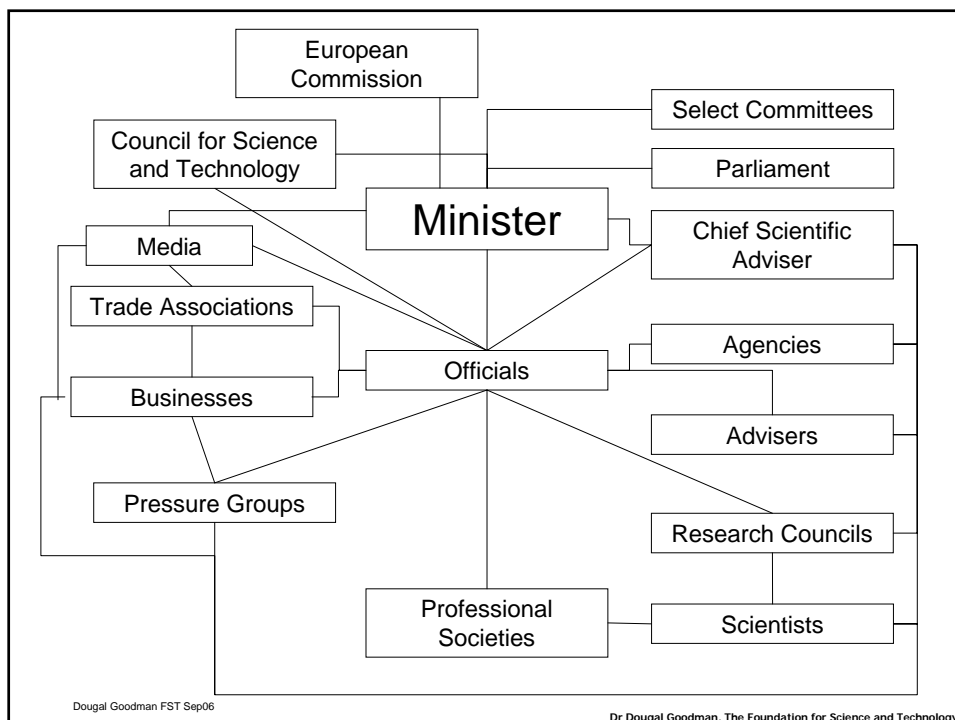 European
Commission
Select Committees
Council for Science
and Technology
Parliament
Minister
Chief Scientific
Adviser
Media
Trade Associations
Agencies
Officials
Businesses
Advisers
Pressure Groups
Research Councils
Professional
Societies
Scientists
Dougal Goodman FST Sep06
Dr Dougal Goodman, The Foundation for Science and Technology